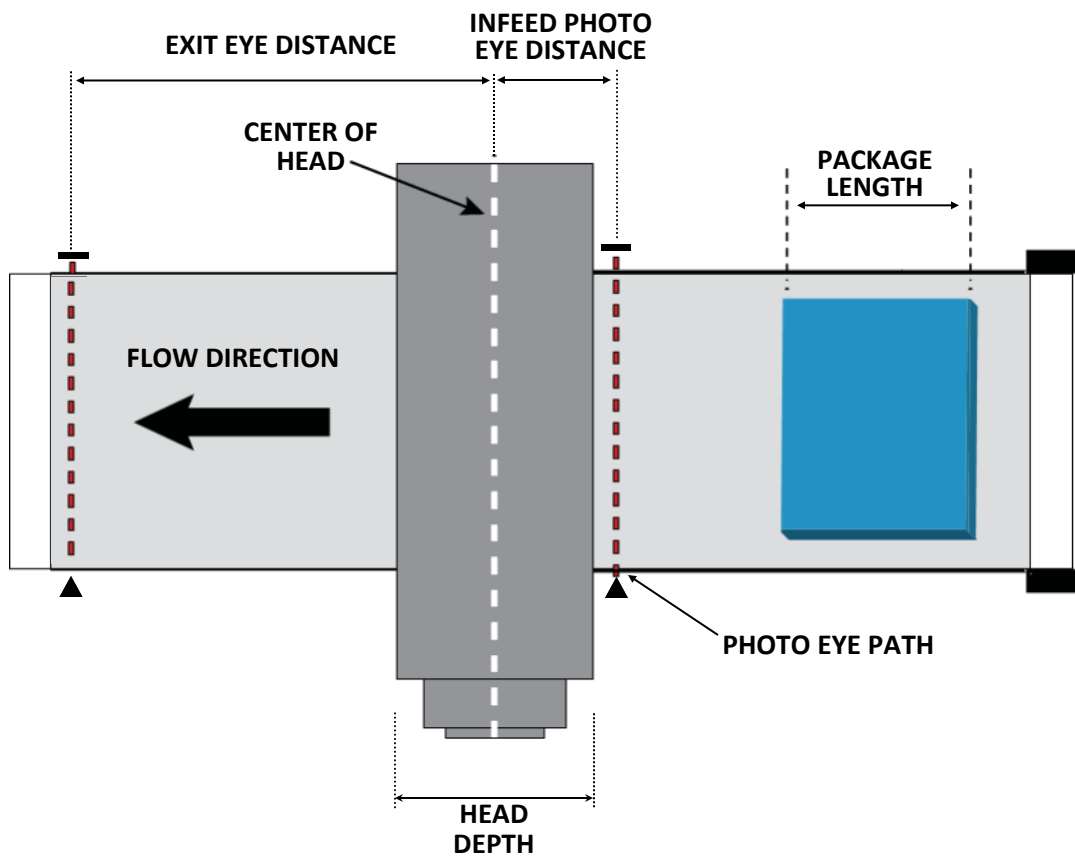 EXIT EYE DISTANCE
INFEED PHOTO
EYE DISTANCE
CENTER OF
HEAD
PACKAGE
LENGTH
FLOW DIRECTION
PHOTO EYE PATH
HEAD
DEPTH